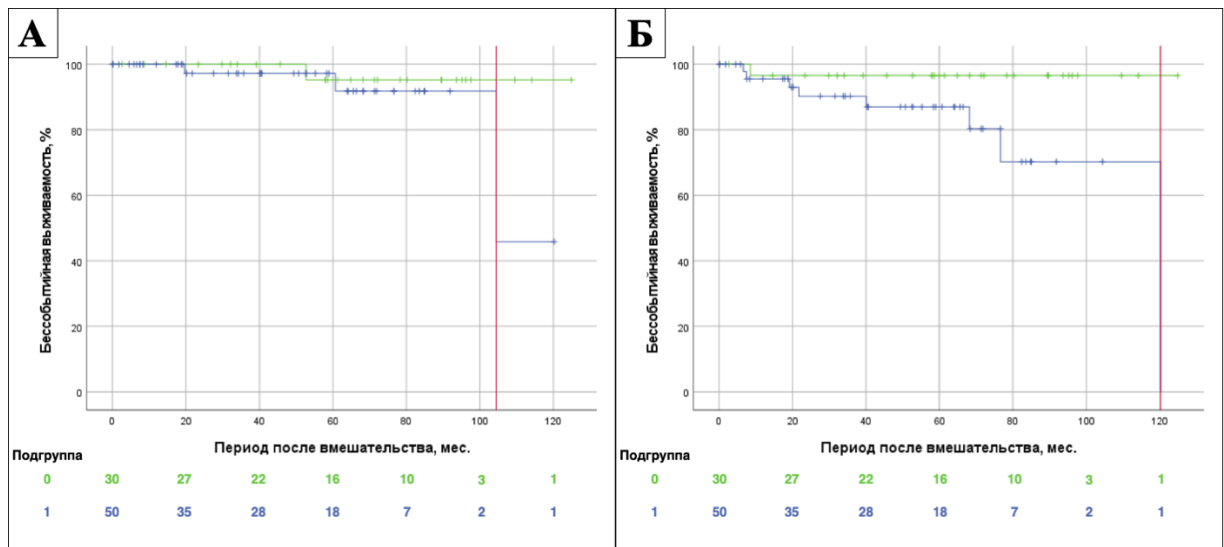 А
Бессобытийная выживаемость, %
100
80
60
40
20
0
0 20 40 60 80 100 120
Период после вмешательства, мес.
Подгруппа
0 30 27 22 16 10 3 1
1 50 35 28 18 7 2 1
Б
Бессобытийная выживаемость, %
100
80
60
40
20
0
0 20 40 60 80 100 120
Период после вмешательства, мес.
Подгруппа
0 30 27 22 16 10 3 1
1 50 35 28 18 7 2 1